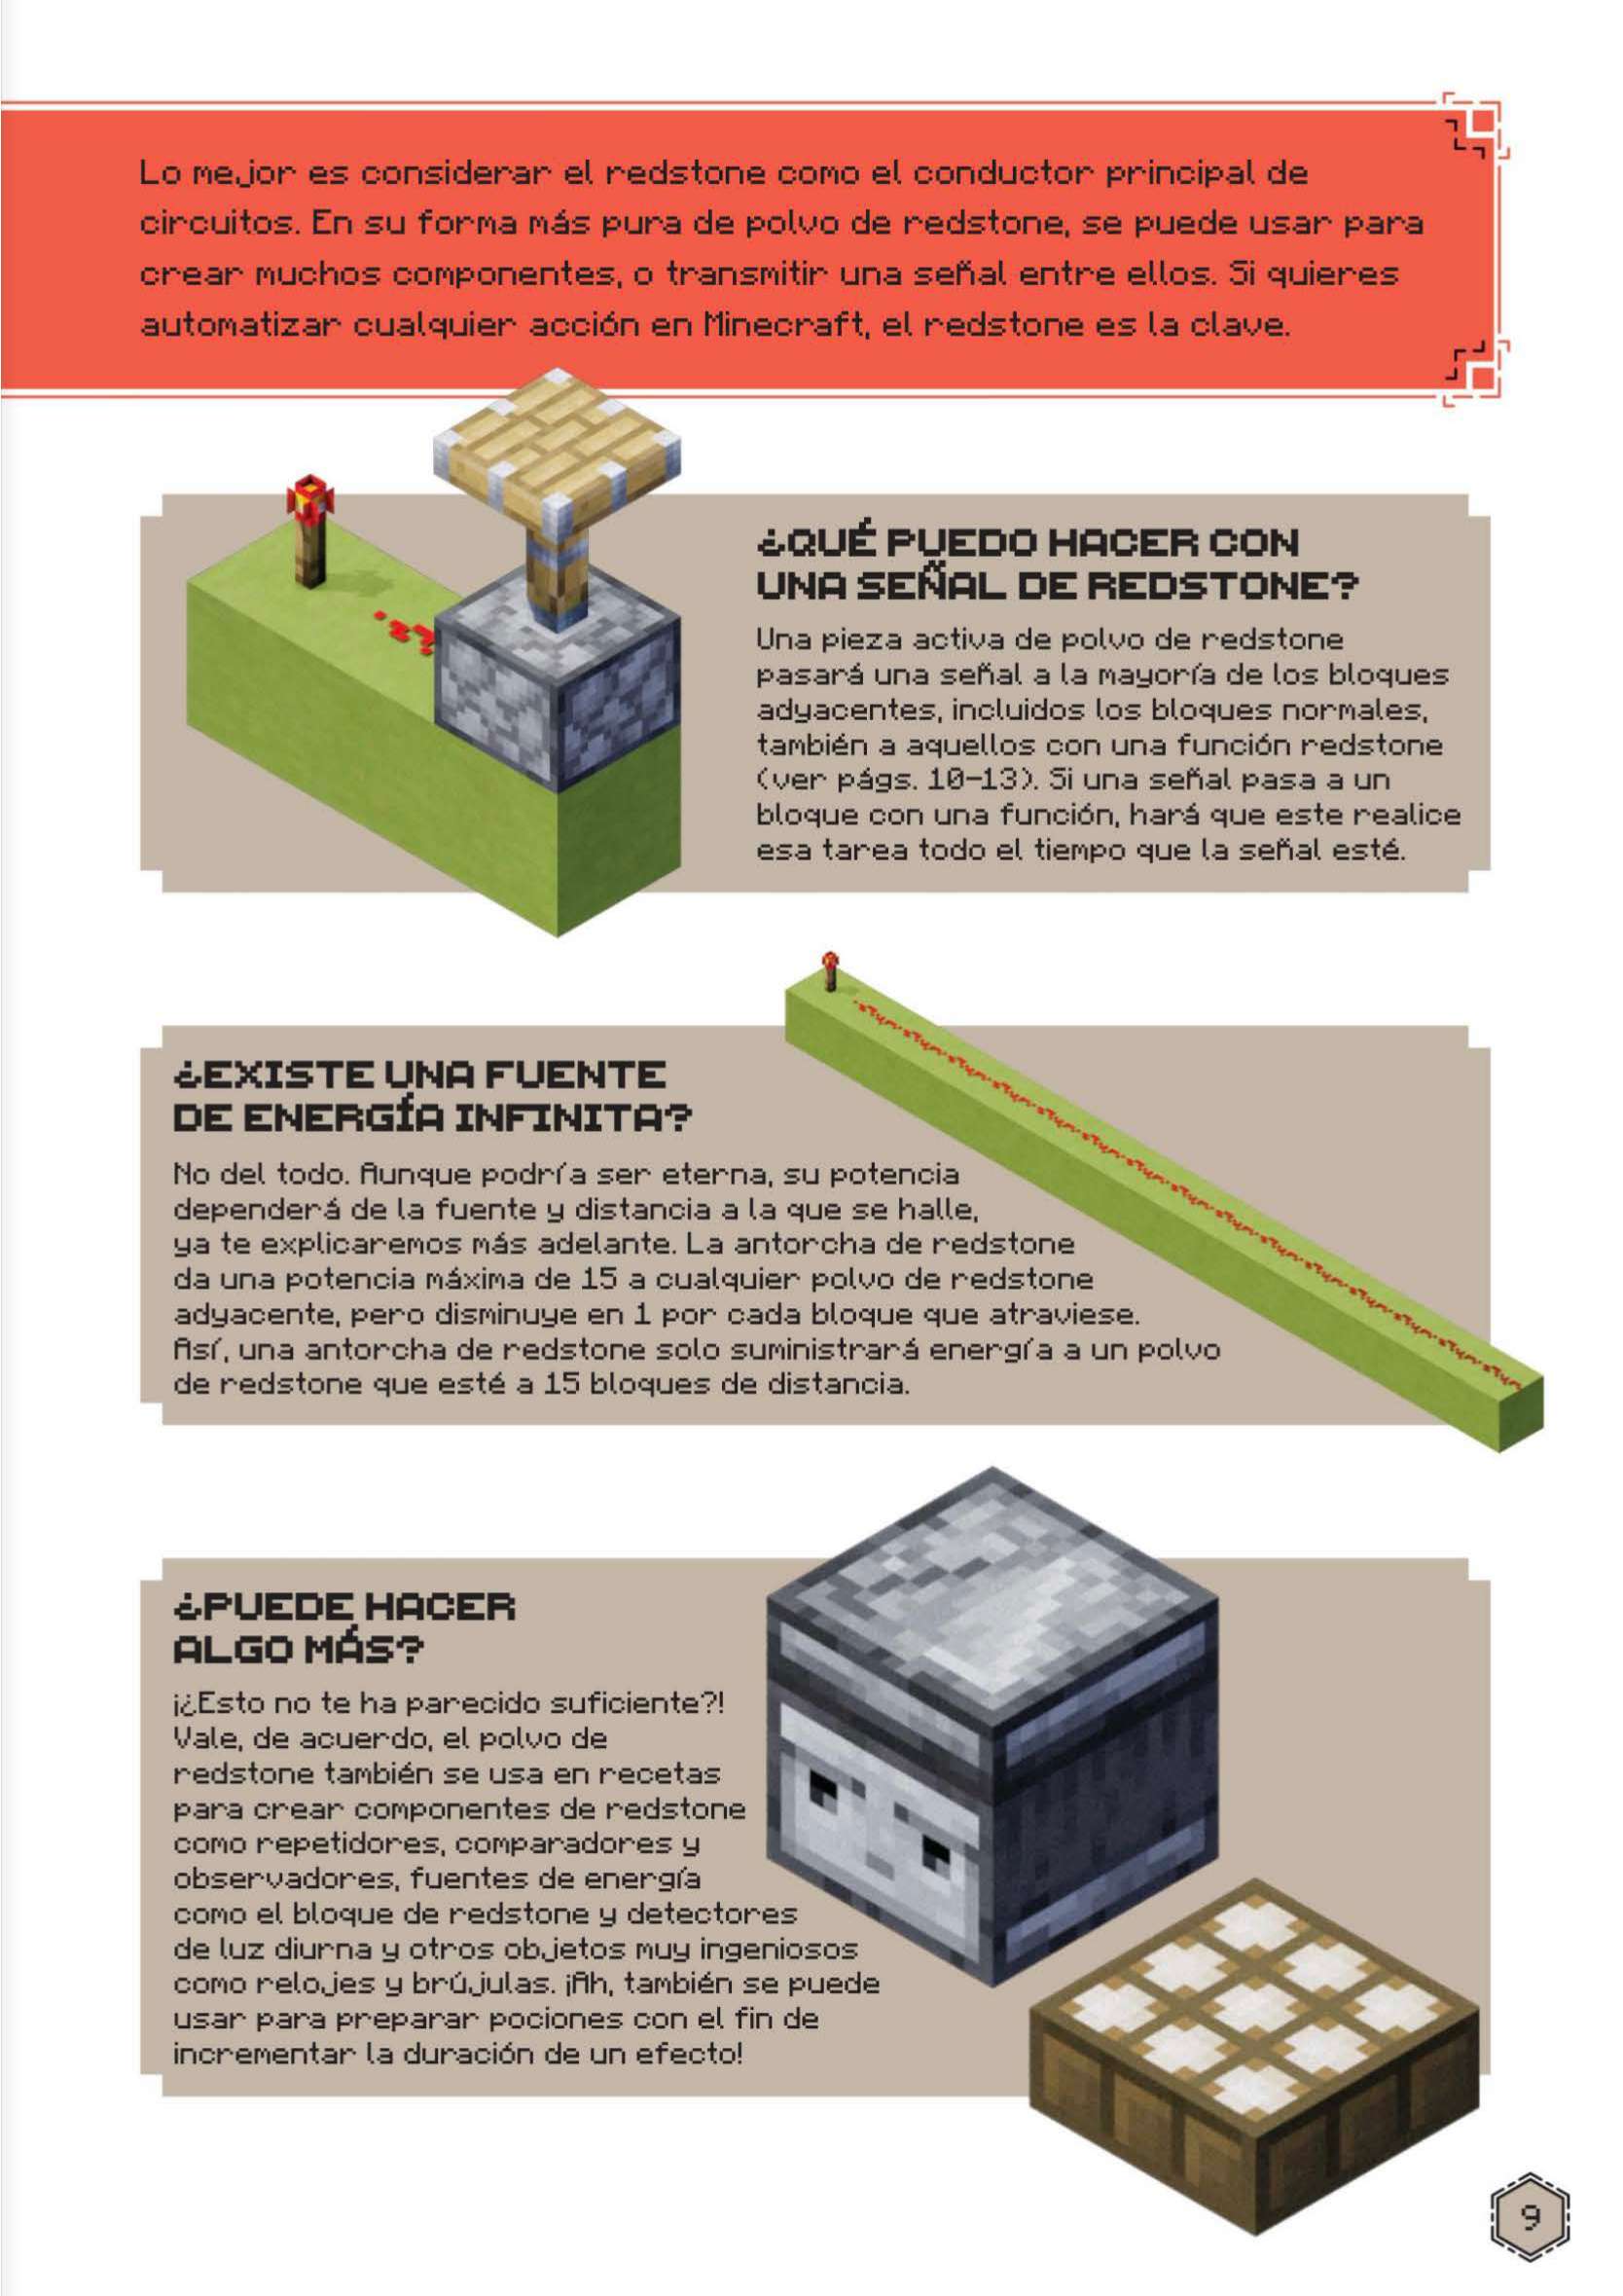 Lo mejor es considerar el redstone como el conductor principal de
circuitos. En su forma más pura de polvo de redstone, se puede usar para
crear muchos componentes, o transmitir una señal entre ellos. Si quieres
automatizar cualquier acción en Minecraft, el redstone es la clave.
¿QUÉ PUEDO HACER CON
UNA SEÑAL DE REDSTONE?
Una pieza activa de polvo de redstone
pasará una señal a la mayoría de los bloques
adyacentes, incluidos los bloques normales,
también a aquellos con una función redstone
(ver págs. 10-13). Si una señal pasa a un
bloque con una función, hará que este realice
esa tarea todo el tiempo que la señal esté.
¿EXISTE UNA FUENTE
DE ENERGÍA INFINITA?
No del todo. Aunque podría ser eterna, su potencia
dependerá de la fuente y distancia a la que se halle,
ya te explicaremos más adelante. La antorcha de redstone
da una potencia máxima de 15 a cualquier polvo de redstone
adyacente, pero disminuye en 1 por cada bloque que atraviese.
Así, una antorcha de redstone solo suministrará energía a un polvo
de redstone que esté a 15 bloques de distancia.
¿PUEDE HACER
ALGO MÁS?
¡¿Esto no te ha parecido suficiente?!
Vale, de acuerdo, el polvo de
redstone también se usa en recetas
para crear componentes de redstone
como repetidores, comparadores y
observadores, fuentes de energía
como el bloque de redstone y detectores
de luz diurna y otros objetos muy ingeniosos
como relojes y brújulas. ¡Ah, también se puede
usar para preparar pociones con el fin de
incrementar la duración de un efecto!
9